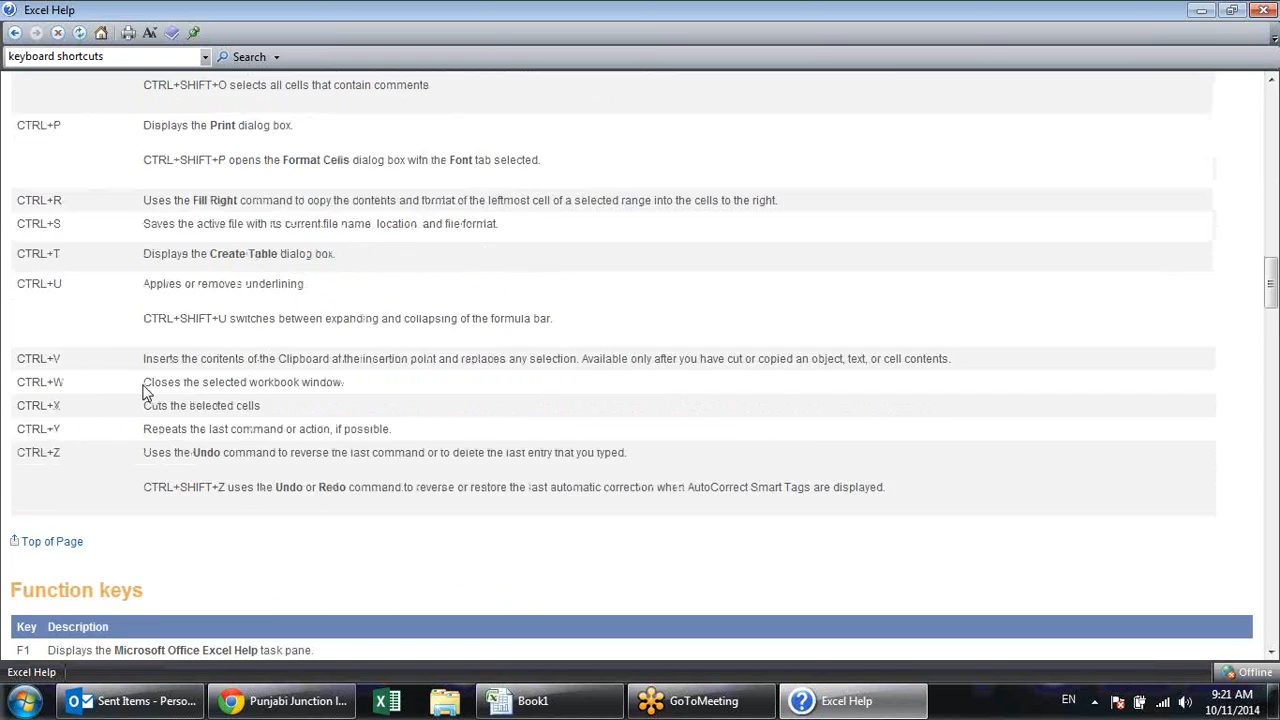 Excel Help
keyboard shortcuts
Search
CTRL+SHIFT+O selects all cells that contain comments.
CTRL+P Displays the Print dialog box.
CTRL+SHIFT+P opens the Format Cells dialog box with the Font tab selected.
CTRL+R Uses the Fill Right command to copy the contents and format of the leftmost cell of a selected range into the cells to the right.
CTRL+S Saves the active file with its current file name, location, and file format.
CTRL+T Displays the Create Table dialog box.
CTRL+U Applies or removes underlining.
CTRL+SHIFT+U switches between expanding and collapsing of the formula bar.
CTRL+V Inserts the contents of the Clipboard at the insertion point and replaces any selection. Available only after you have cut or copied an object, text, or cell contents.
CTRL+W Closes the selected workbook window.
CTRL+X Cuts the selected cells
CTRL+Y Repeats the last command or action, if possible.
CTRL+Z Uses the Undo command to reverse the last command or to delete the last entry that you typed.
CTRL+SHIFT+Z uses the Undo or Redo command to reverse or restore the last automatic correction when AutoCorrect Smart Tags are displayed.
Top of Page
Function keys
Key Description
F1 Displays the Microsoft Office Excel Help task pane.
Excel Help Offline
Sent Items - Perso... Punjabi Junction I... Book1 GoToMeeting Excel Help EN 9:21 AM
10/11/2014